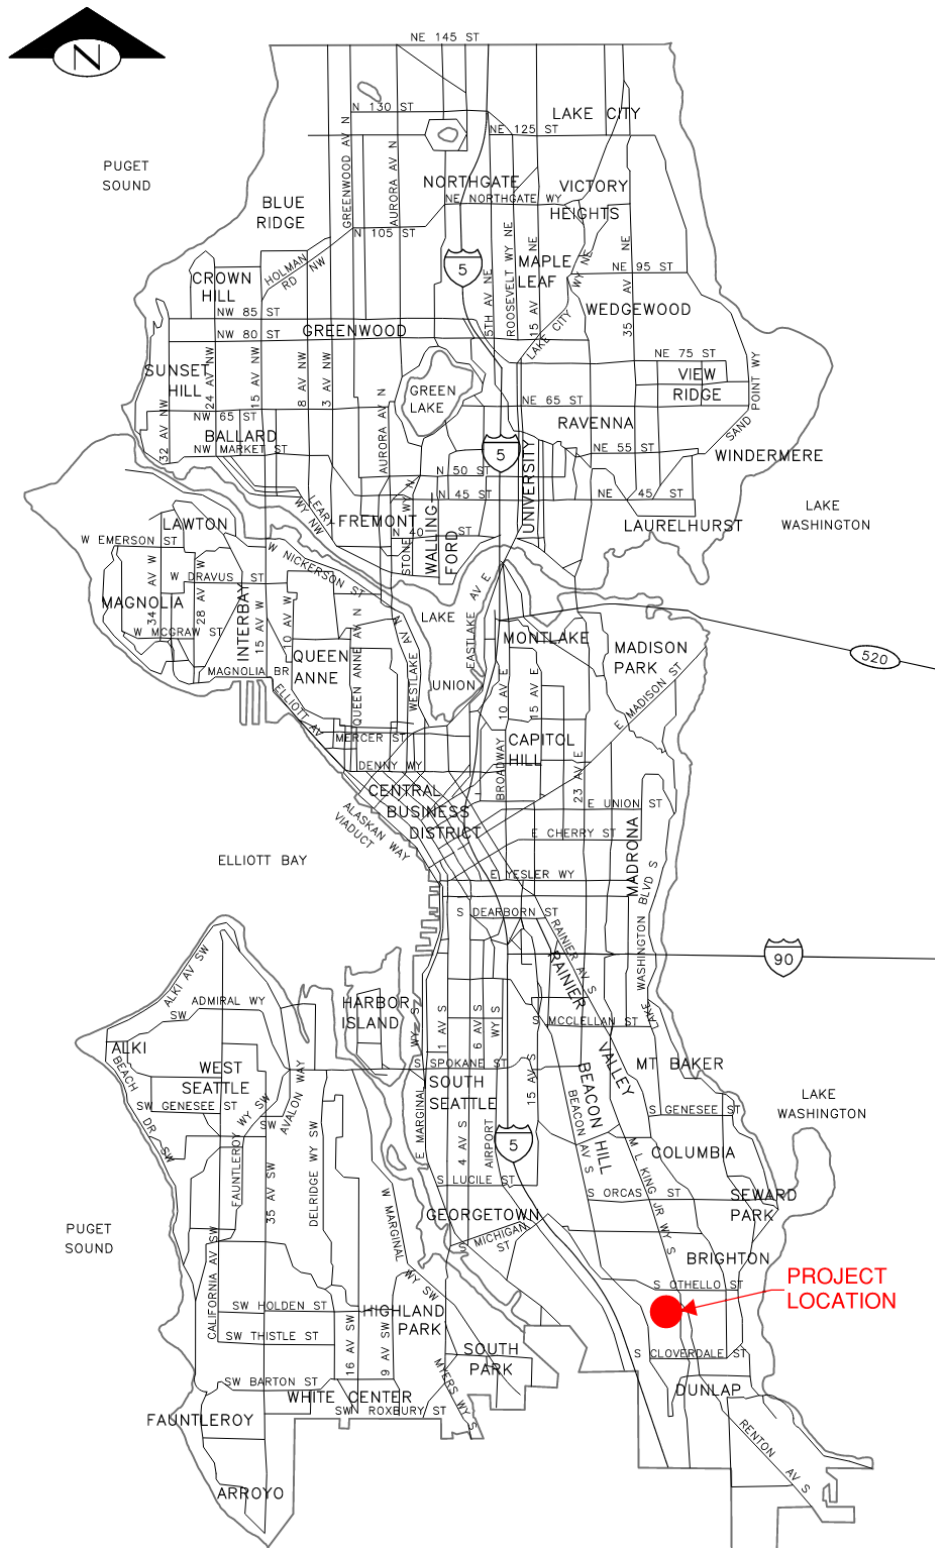 N
NE 145 ST
N 130 ST
LAKE CITY
NE 125 ST
PUGET
SOUND
GREENWOOD AV N
AURORA AV N
NORTHGATE
VICTORY
HEIGHTS
NE NORTHGATE WY
BLUE
RIDGE
N 105 ST
HOLMAN
RD NW
CROWN
HILL
5
5TH AV NE
ROOSEVELT WY NE
15 AV NE
MAPLE
LEAF
LAKE CITY WY NE
NE 95 ST
35 AV NE
WEDGEWOOD
NW 85 ST
NW 80 ST
GREENWOOD
SUNSET
HILL
24 AV NW
15 AV NW
8 AV NW
3 AV NW
32 AV NW
NE 75 ST
VIEW
RIDGE
SAND POINT WY
GREEN
LAKE
AURORA AV N
NE 65 ST
RAVENNA
NW 65 ST
BALLARD
NW MARKET ST
5
UNIVERSITY
NE 55 ST
WINDERMERE
N 50 ST
N 45 ST
NE 45 ST
LAKE
WASHINGTON
LAURELHURST
LEARY
WY NW
FREMONT
STONE WY N
N 40 ST
WALLING-
FORD
LAWTON
W EMERSON ST
W NICKERSON ST
W DRAVUS ST
MAGNOLIA
34 AV W
28 AV W
W MCGRAW ST
INTERBAY
15 AV W
10 AV W
MAGNOLIA BR
QUEEN
ANNE
QUEEN ANNE AV N
WESTLAKE AV N
LAKE
UNION
EASTLAKE AV E
MONTLAKE
MADISON
PARK
520
10 AV E
15 AV E
E MADISON ST
ELLIOTT AV
MERCER ST
CAPITOL
HILL
BROADWAY
23 AV E
DENNY WY
CENTRAL
BUSINESS
DISTRICT
ALASKAN WAY
VIADUCT
E UNION ST
E CHERRY ST
MADRONA
ELLIOTT BAY
E YESLER WY
LAKE WASHINGTON BLVD S
S DEARBORN ST
RAINIER AV S
RAINIER
VALLEY
90
ALKI AV SW
ADMIRAL WY
SW
HARBOR
ISLAND
1 AV S
6 AV S
S MCCLELLAN ST
ALKI
BEACH
DR SW
WEST
SEATTLE
AVALON WAY
SW
S SPOKANE ST
SOUTH
SEATTLE
E MARGINAL WY S
15 AV S
BEACON HILL
BEACON AV S
MT BAKER
LAKE
WASHINGTON
SW GENESEE ST
S GENESEE ST
FAUNTLEROY WY SW
35 AV SW
DELRIDGE WY SW
4 AV S
AIRPORT WY S
5
COLUMBIA
M L KING JR WY S
S LUCILE ST
S ORCAS ST
SEWARD
PARK
PUGET
SOUND
W MARGINAL WY SW
GEORGETOWN
S MICHIGAN
ST
BRIGHTON
CALIFORNIA AV SW
S OTHELLO ST
PROJECT
LOCATION
SW HOLDEN ST
HIGHLAND
PARK
SW THISTLE ST
16 AV SW
9 AV SW
SOUTH
PARK
S CLOVERDALE ST
SW BARTON ST
WHITE CENTER
MYERS WY S
DUNLAP
SW ROXBURY ST
FAUNTLEROY
RENTON AV S
ARROYO